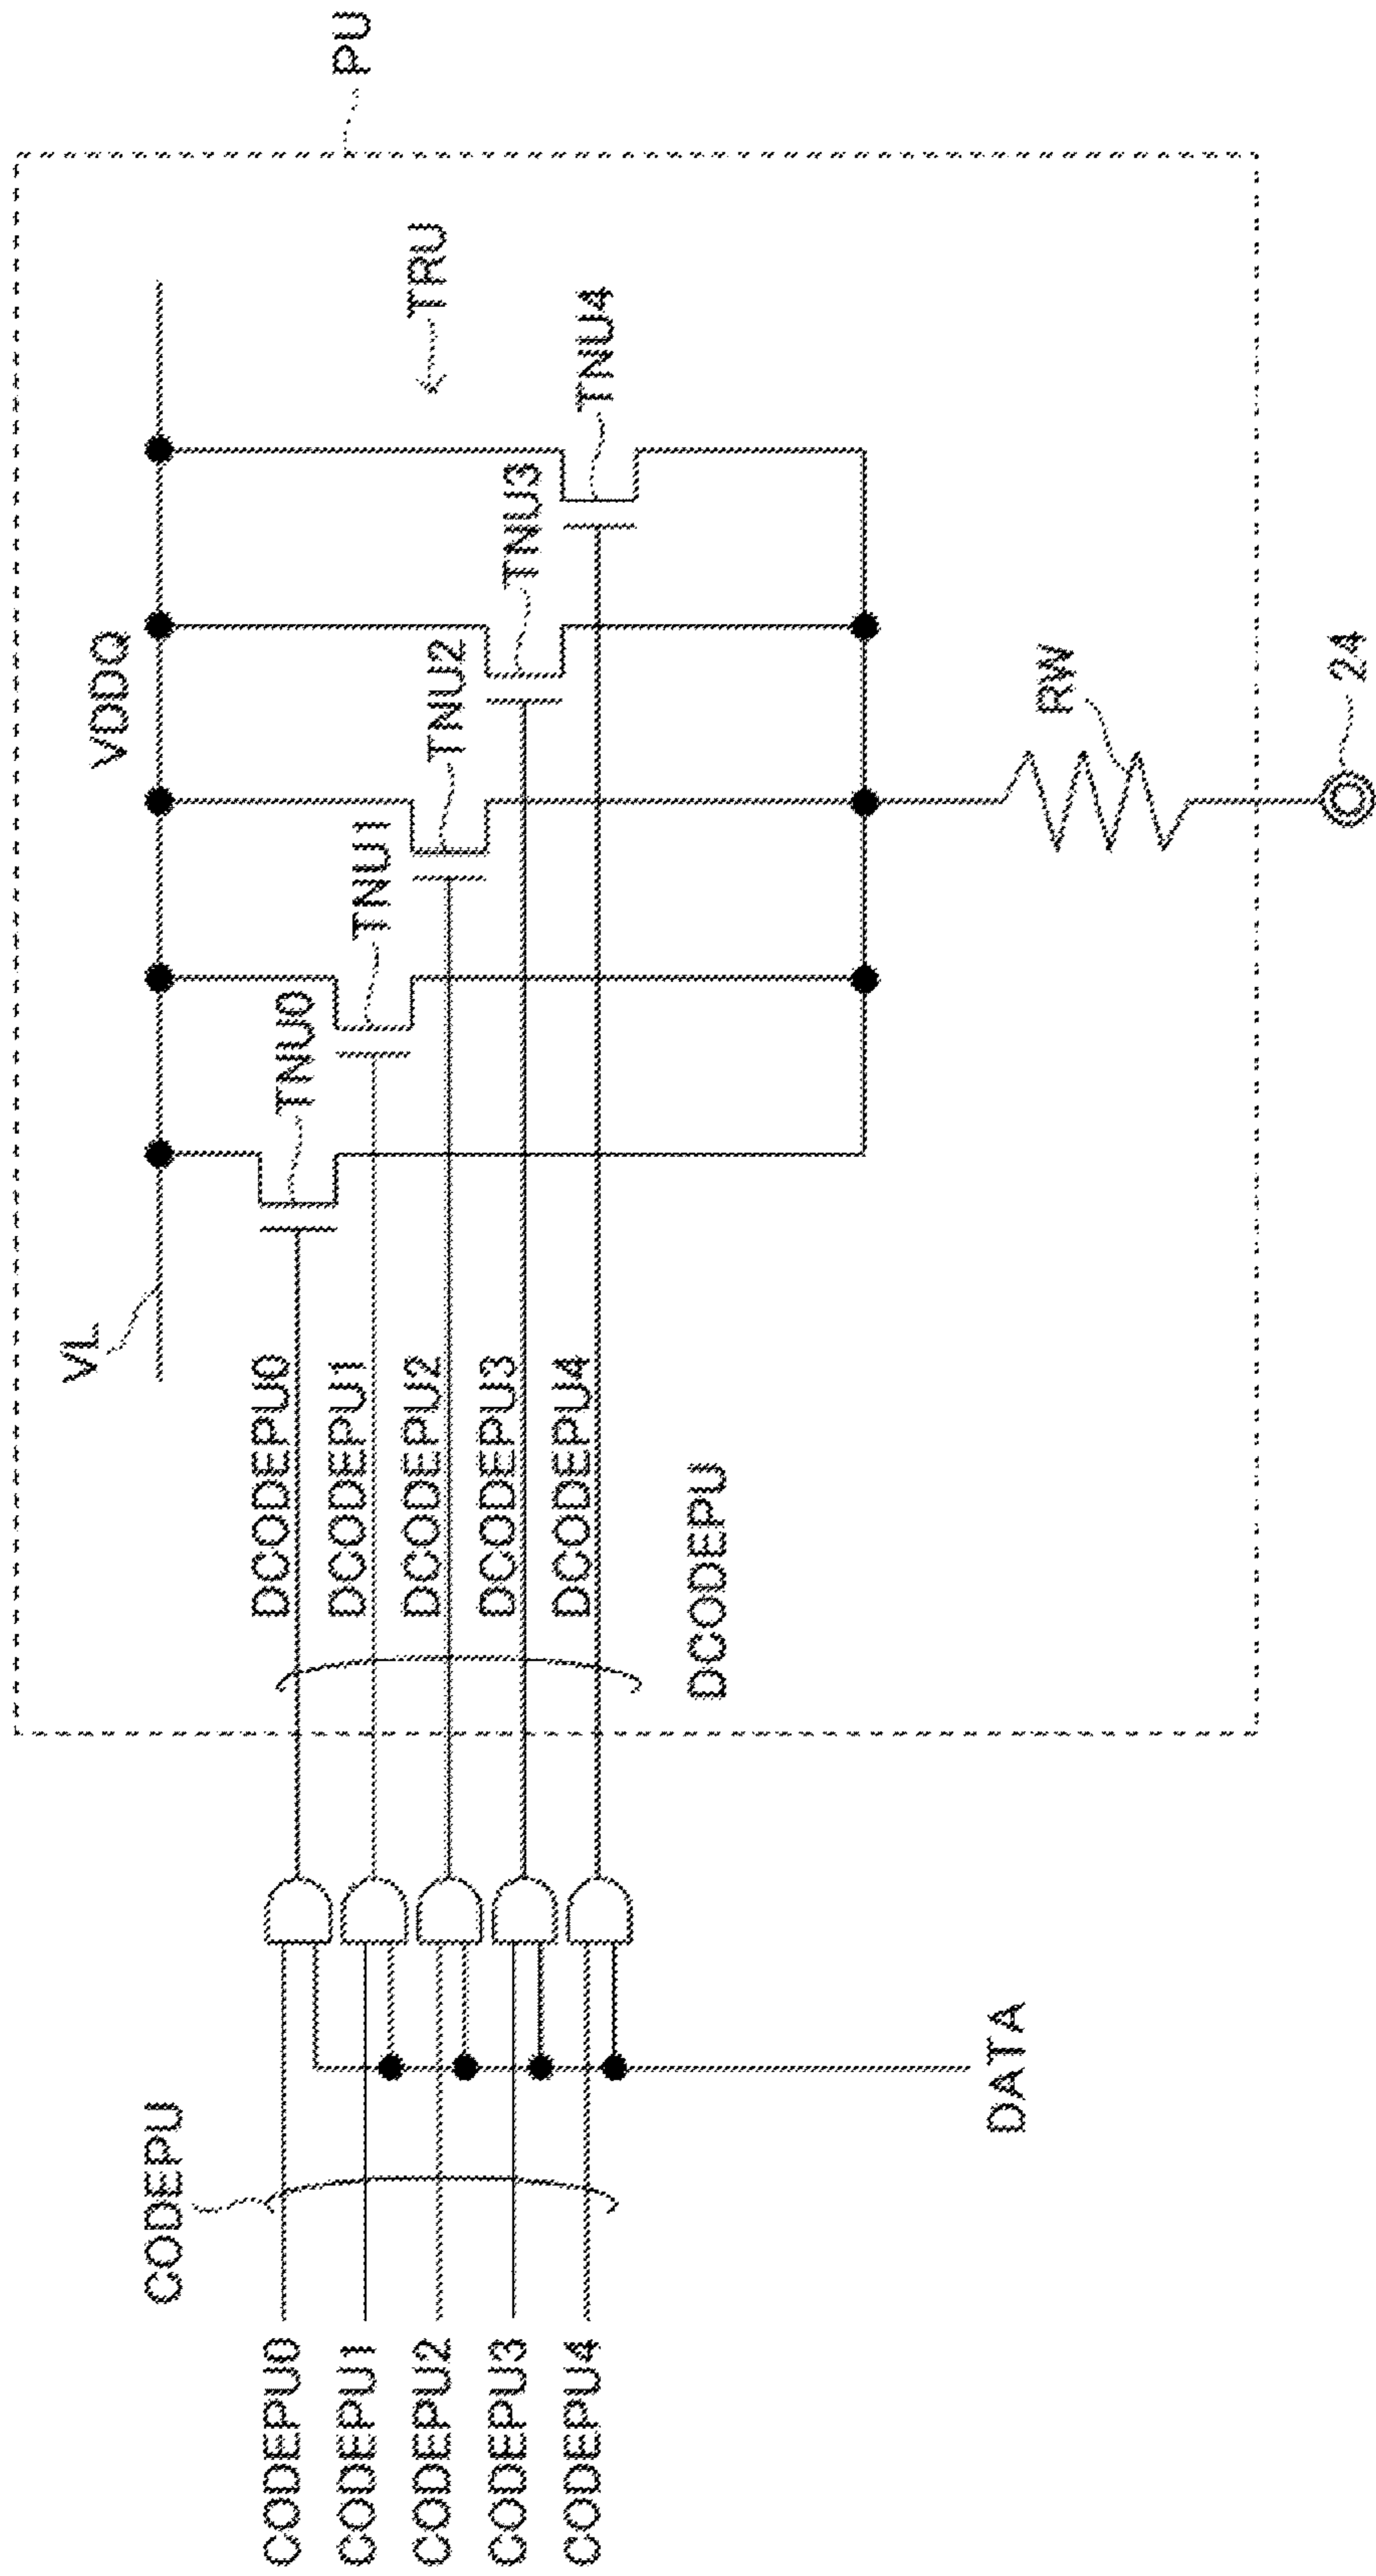 PU
VDDQ
VL
TRU
TNU0
TNU1
TNU2
TNU3
TNU4
DCODEPU0
DCODEPU1
DCODEPU2
DCODEPU3
DCODEPU4
DCODEPU
RW
24
CODEPU
CODEPU0
CODEPU1
CODEPU2
CODEPU3
CODEPU4
DATA